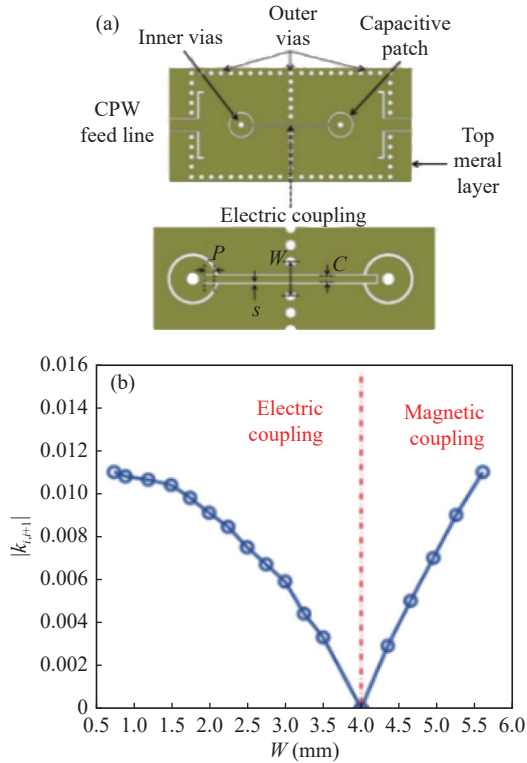 (a)
Outer
vias
Inner vias
Capacitive
patch
CPW
feed line
Top
meral
layer
Electric coupling
P
W
C
s
(b)
Electric
coupling
Magnetic
coupling
|k_{i,i+1}|
0.016
0.014
0.012
0.010
0.008
0.006
0.004
0.002
0
0.5 1.0 1.5 2.0 2.5 3.0 3.5 4.0 4.5 5.0 5.5 6.0
W (mm)